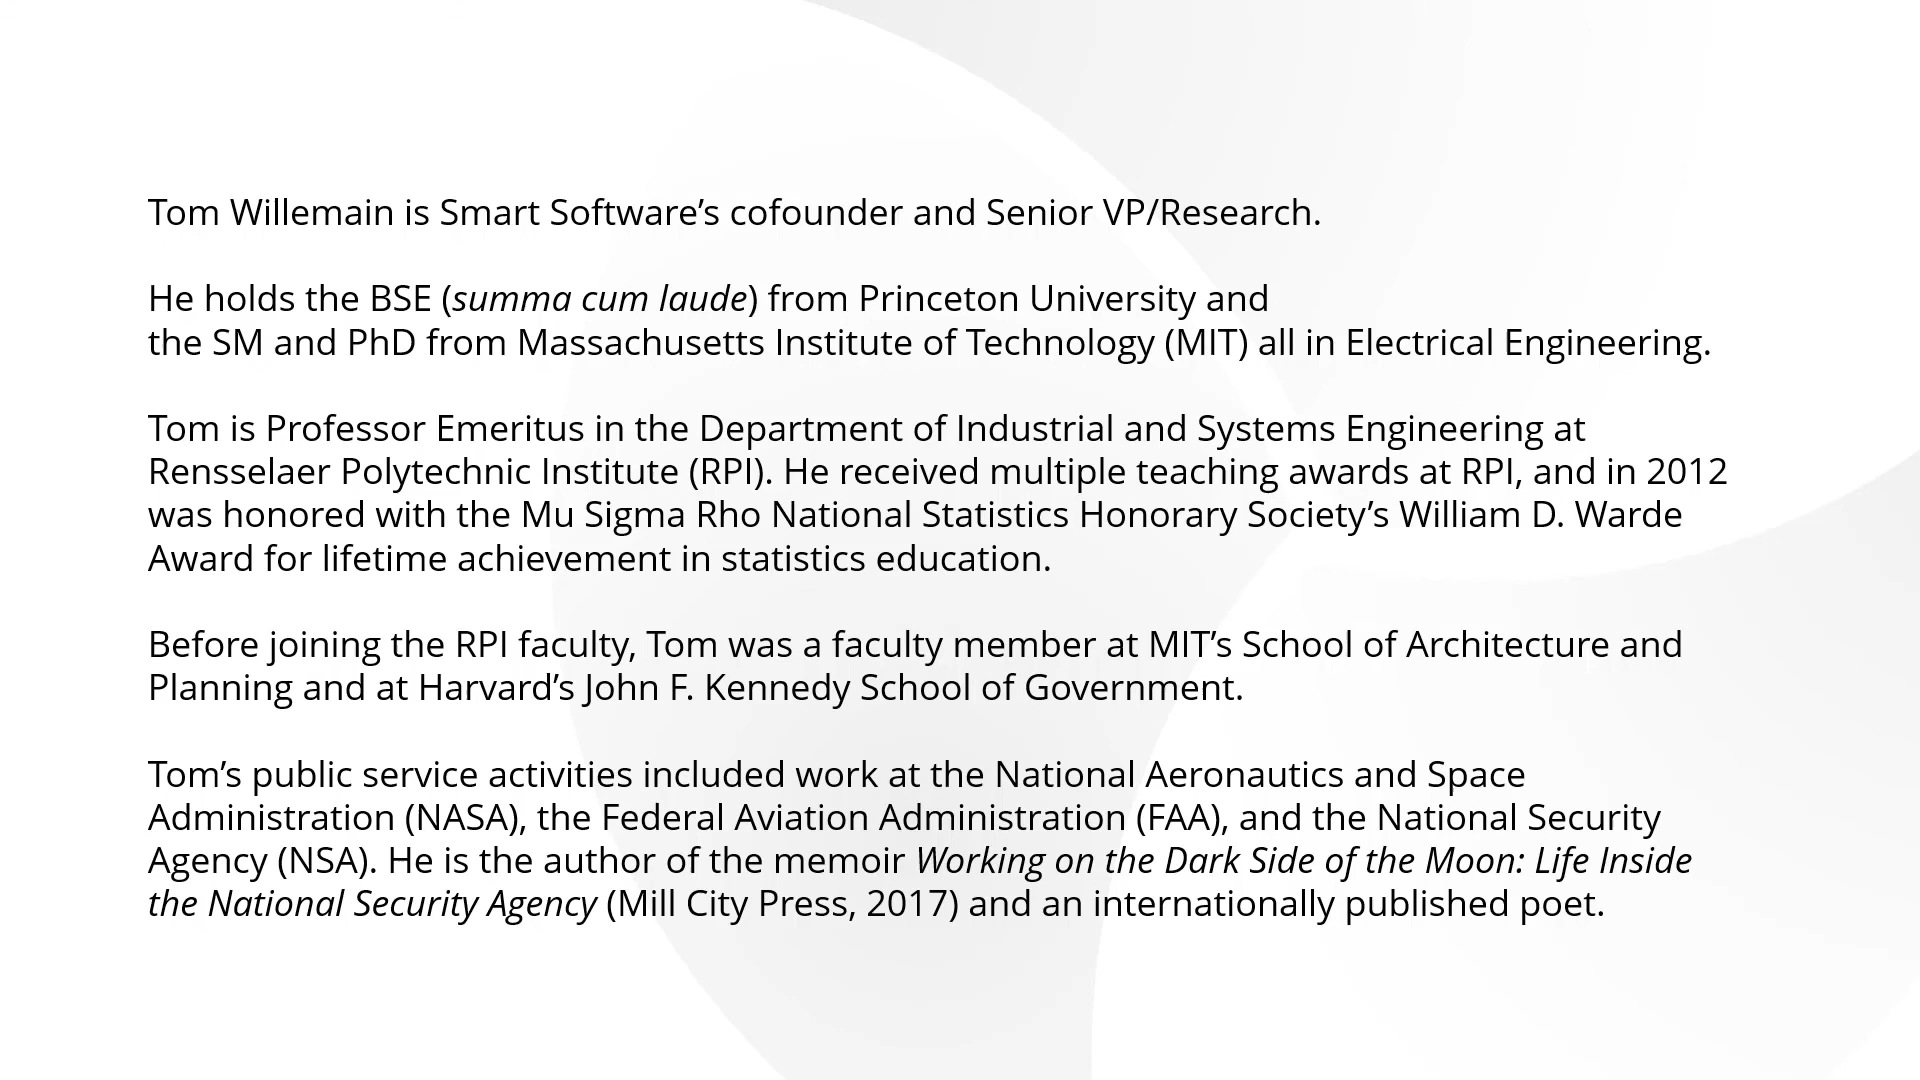 Tom Willemain is Smart Software’s cofounder and Senior VP/Research.
He holds the BSE (summa cum laude) from Princeton University and
the SM and PhD from Massachusetts Institute of Technology (MIT) all in Electrical Engineering.
Tom is Professor Emeritus in the Department of Industrial and Systems Engineering at
Rensselaer Polytechnic Institute (RPI). He received multiple teaching awards at RPI, and in 2012
was honored with the Mu Sigma Rho National Statistics Honorary Society’s William D. Warde
Award for lifetime achievement in statistics education.
Before joining the RPI faculty, Tom was a faculty member at MIT’s School of Architecture and
Planning and at Harvard’s John F. Kennedy School of Government.
Tom’s public service activities included work at the National Aeronautics and Space
Administration (NASA), the Federal Aviation Administration (FAA), and the National Security
Agency (NSA). He is the author of the memoir Working on the Dark Side of the Moon: Life Inside
the National Security Agency (Mill City Press, 2017) and an internationally published poet.